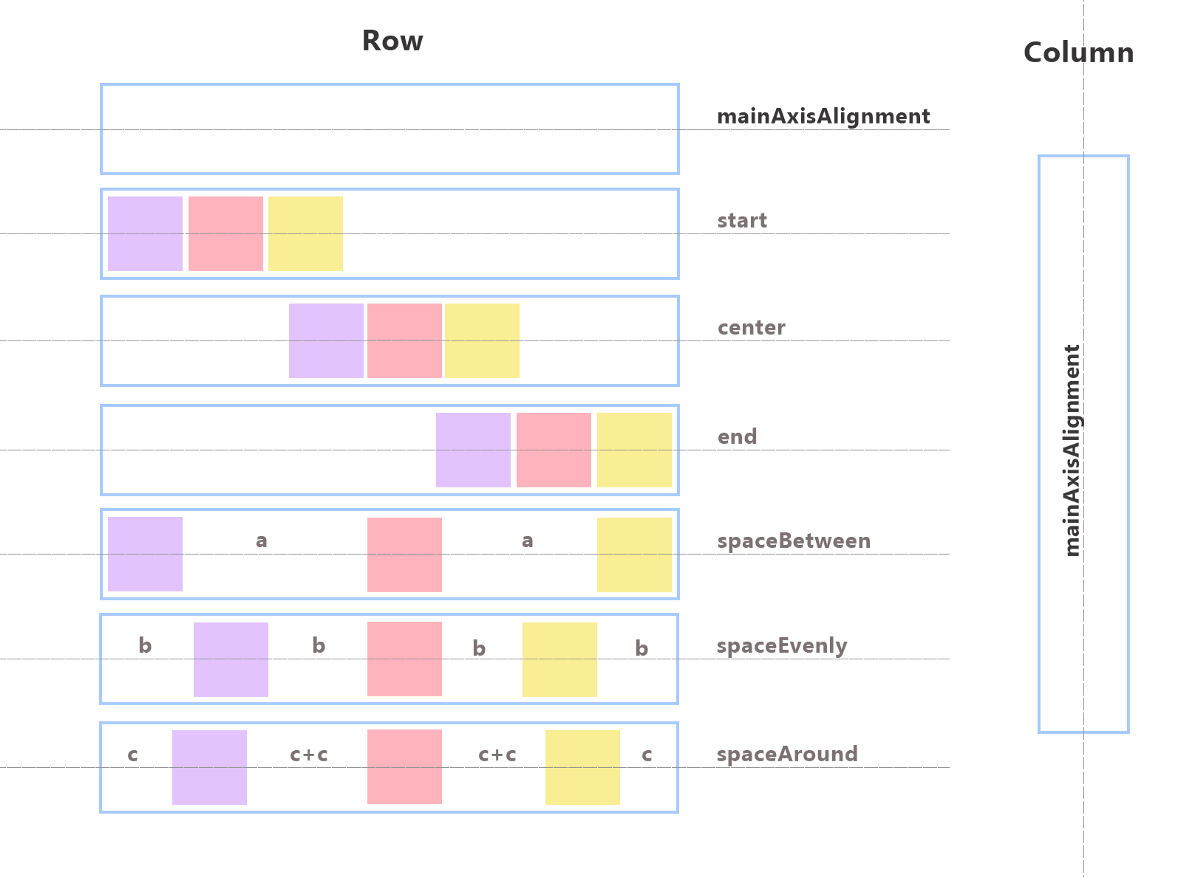 Row
Column
mainAxisAlignment
start
center
end
a a spaceBetween
b b b b spaceEvenly
c c+c c+c c spaceAround
mainAxisAlignment